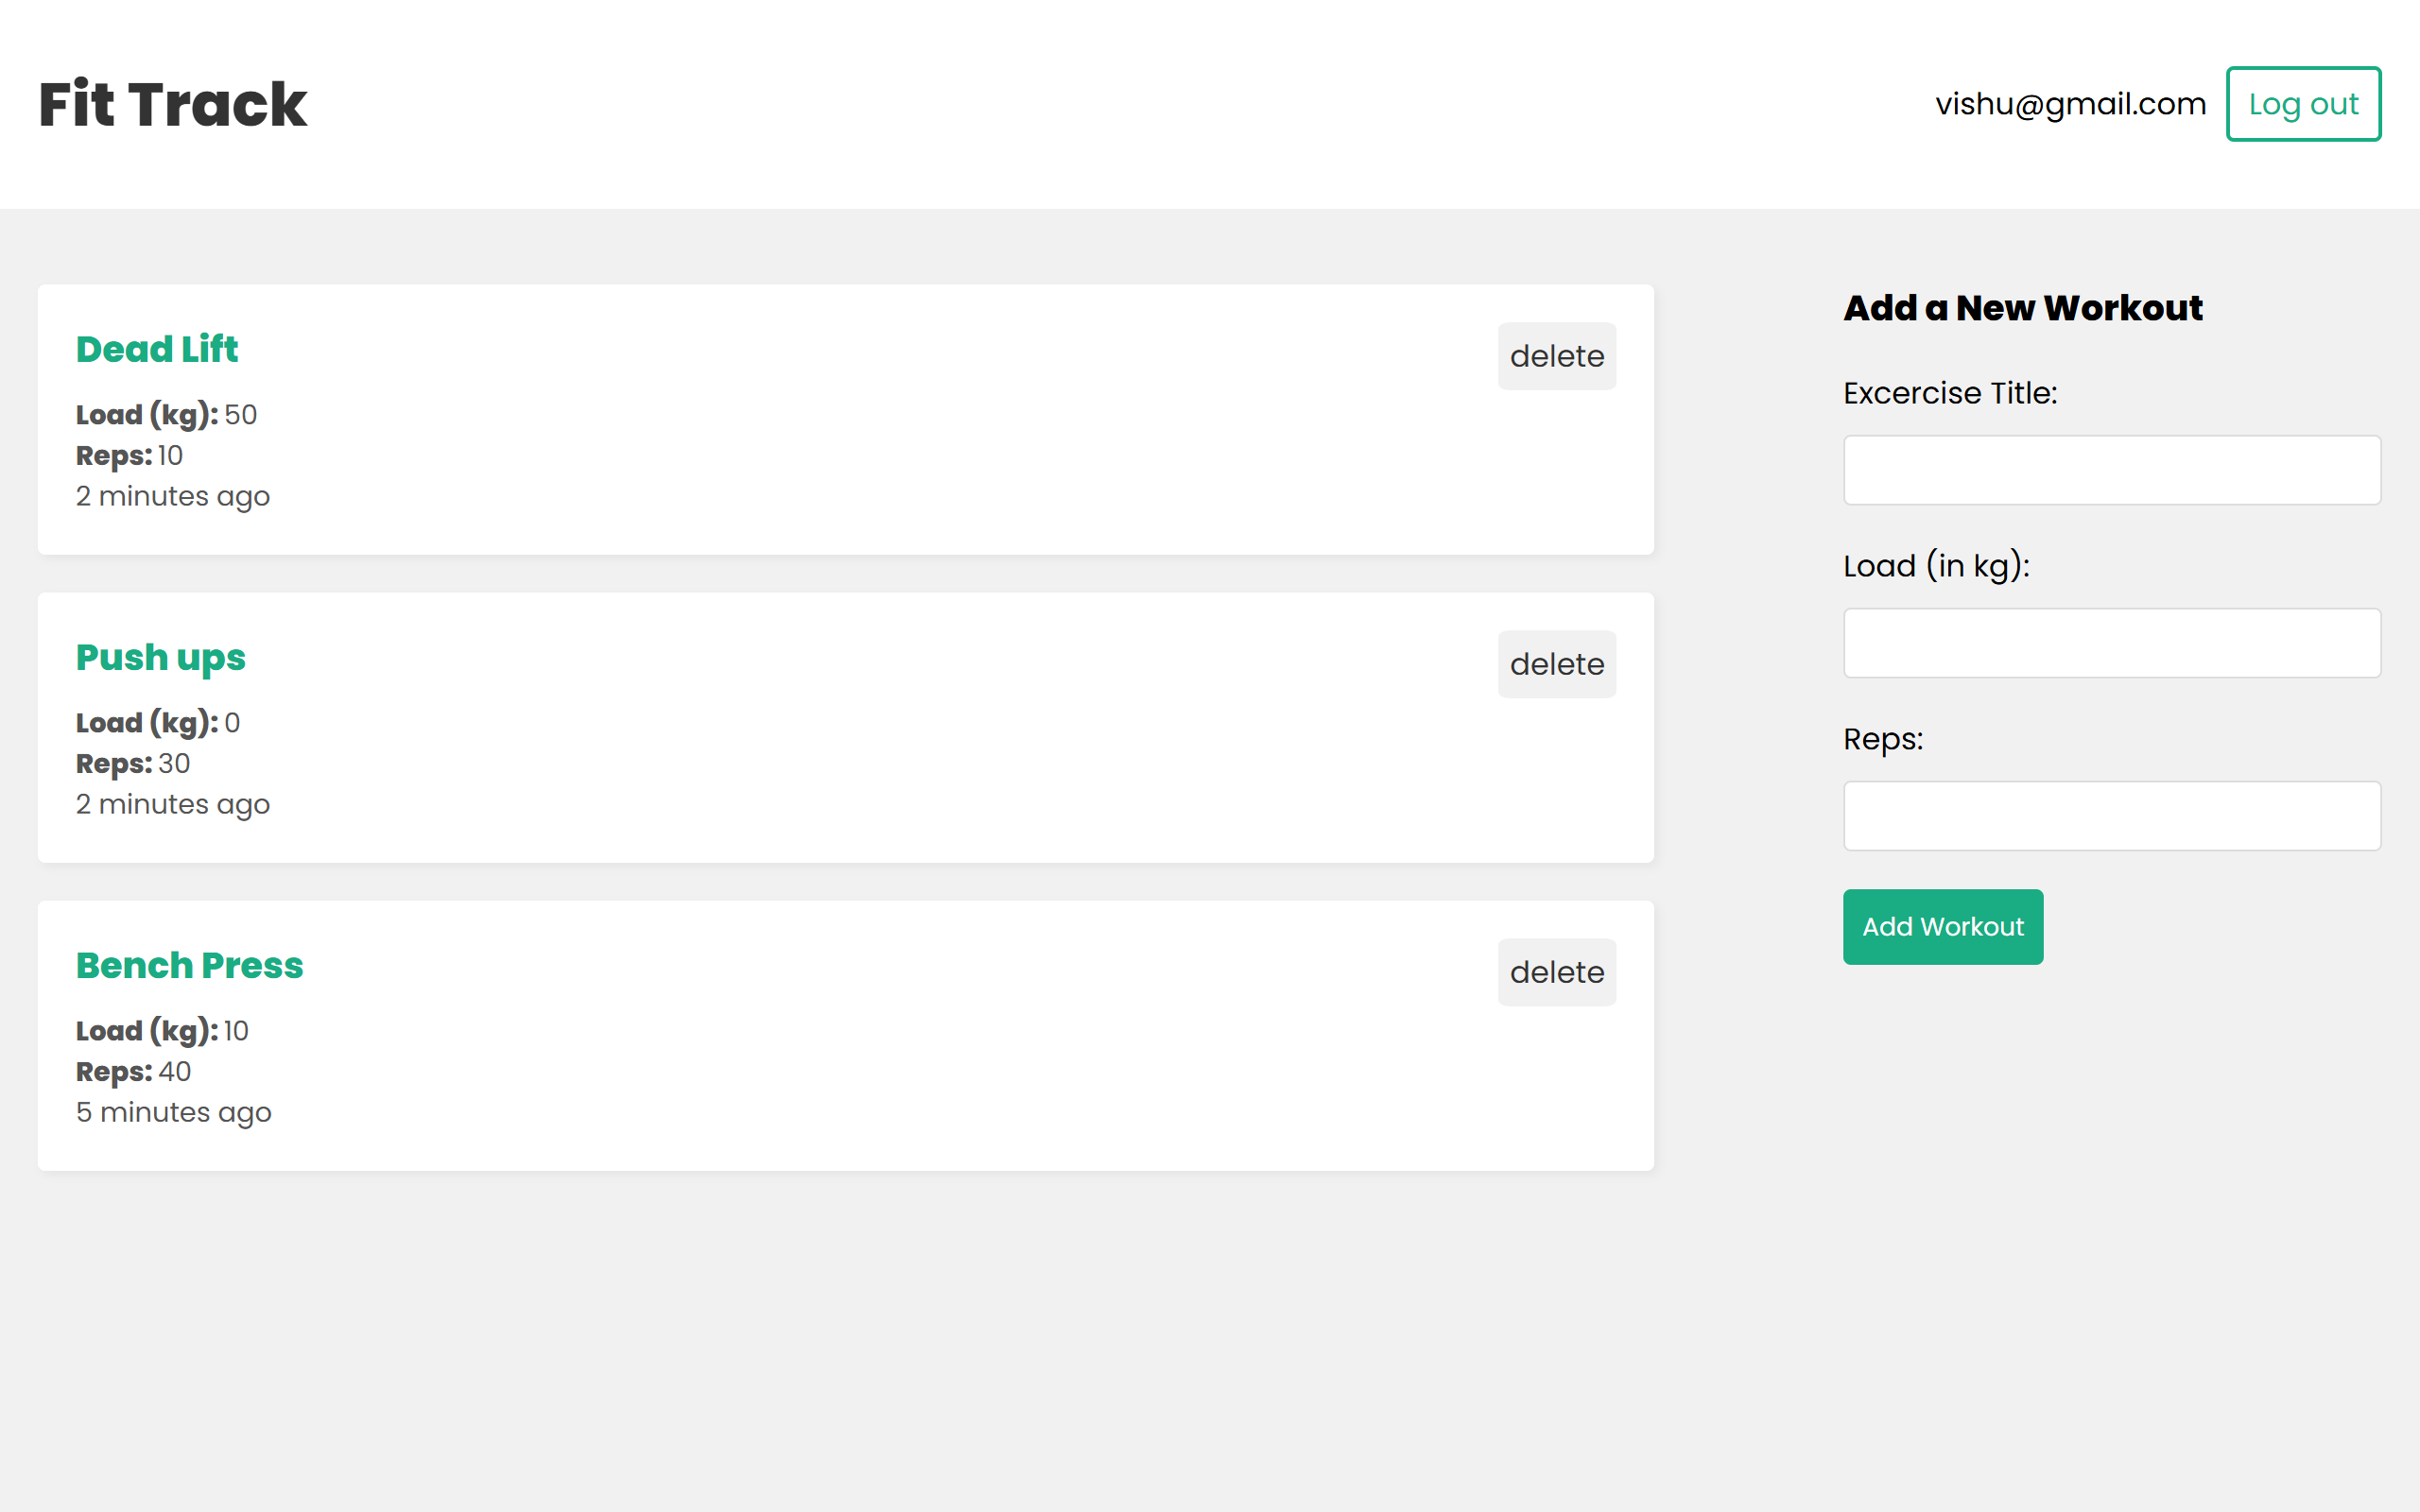 Fit Track
vishu@gmail.com
Log out
Dead Lift
delete
Load (kg): 50
Reps: 10
2 minutes ago
Push ups
delete
Load (kg): 0
Reps: 30
2 minutes ago
Bench Press
delete
Load (kg): 10
Reps: 40
5 minutes ago
Add a New Workout
Excercise Title:
Load (in kg):
Reps:
Add Workout